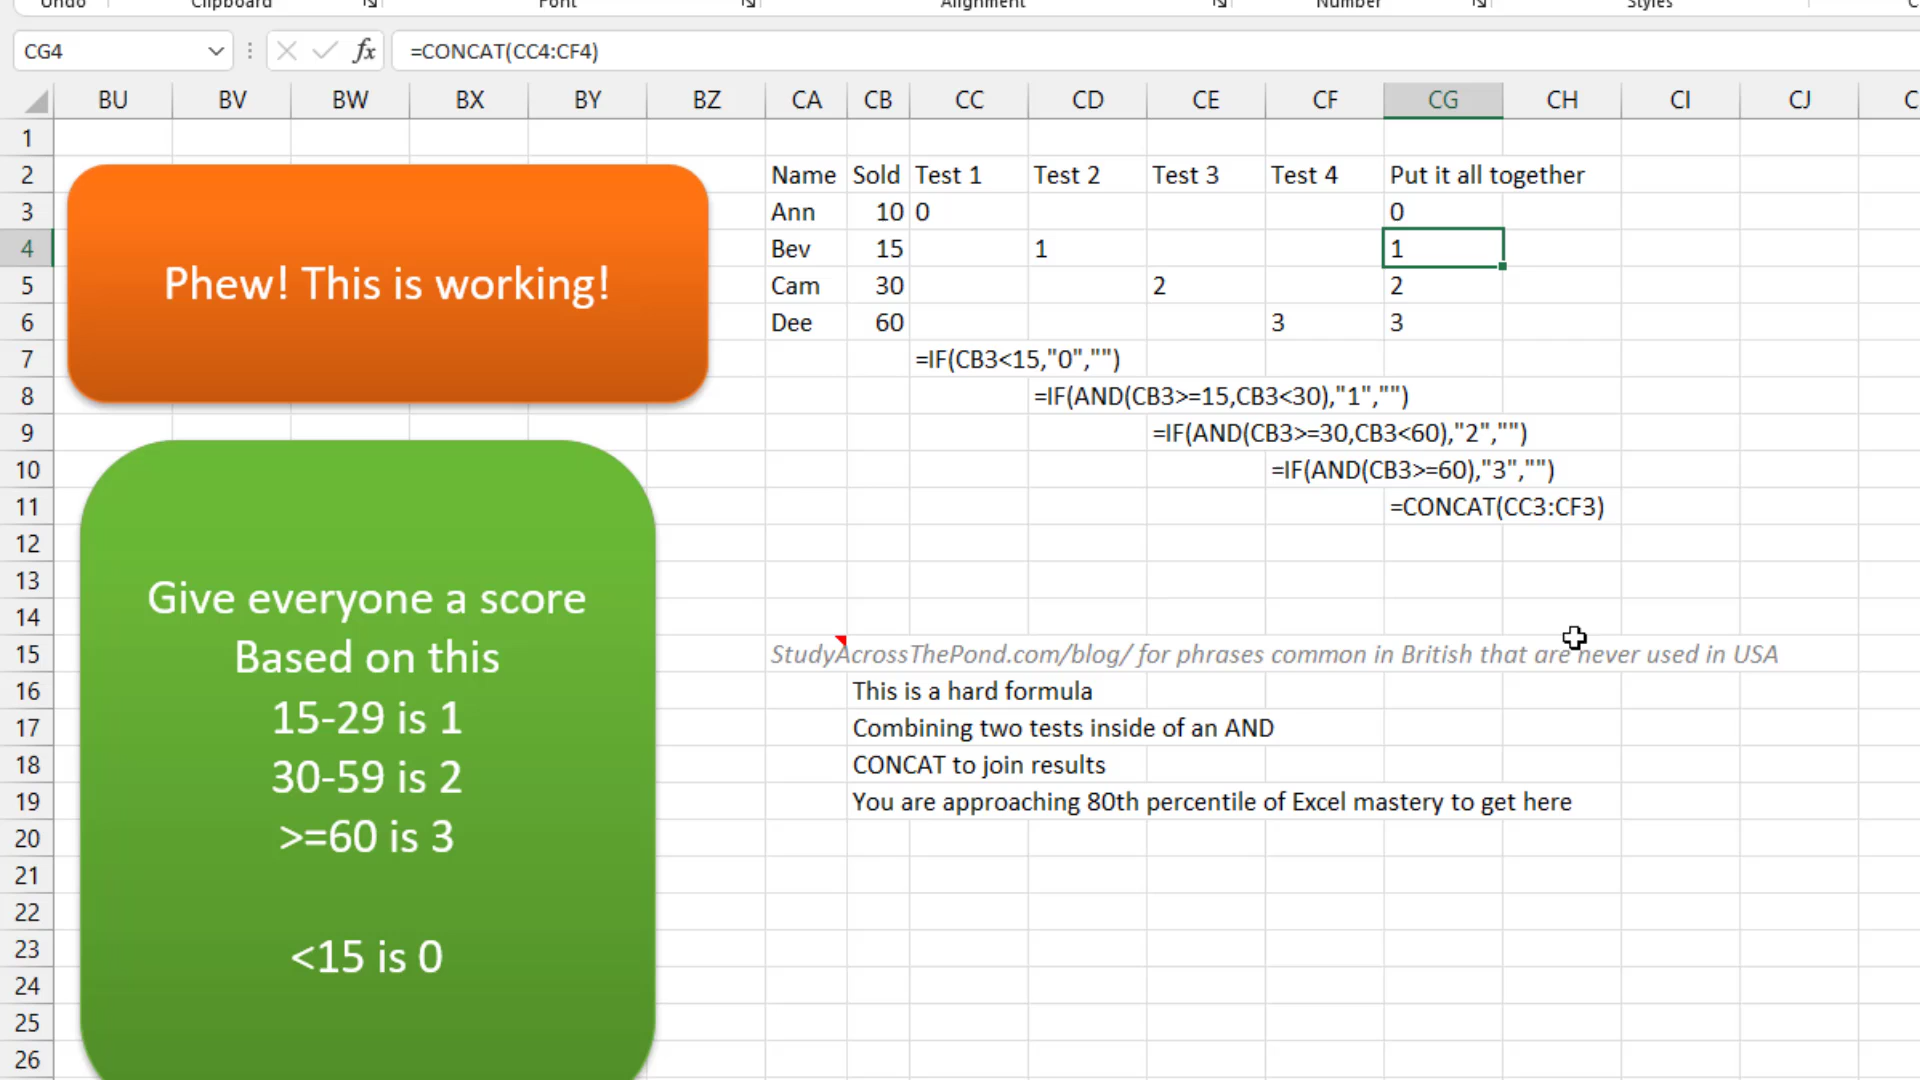 Undo Clipboard Font Alignment Number Styles
CG4 fx =CONCAT(CC4:CF4)
BU BV BW BX BY BZ CA CB CC CD CE CF CG CH CI CJ
1
2 Name Sold Test 1 Test 2 Test 3 Test 4 Put it all together
3 Ann 10 0 0
4 Bev 15 1 1
5 Cam 30 2 2
6 Dee 60 3 3
7 =IF(CB3<15,"0","")
8 =IF(AND(CB3>=15,CB3<30),"1","")
9 =IF(AND(CB3>=30,CB3<60),"2","")
10 =IF(AND(CB3>=60),"3","")
11 =CONCAT(CC3:CF3)
12
13
14
15 StudyAcrossThePond.com/blog/ for phrases common in British that are never used in USA
16 This is a hard formula
17 Combining two tests inside of an AND
18 CONCAT to join results
19 You are approaching 80th percentile of Excel mastery to get here
20
21
22
23
24
25
26
Phew! This is working!
Give everyone a score
Based on this
15-29 is 1
30-59 is 2
>=60 is 3
<15 is 0